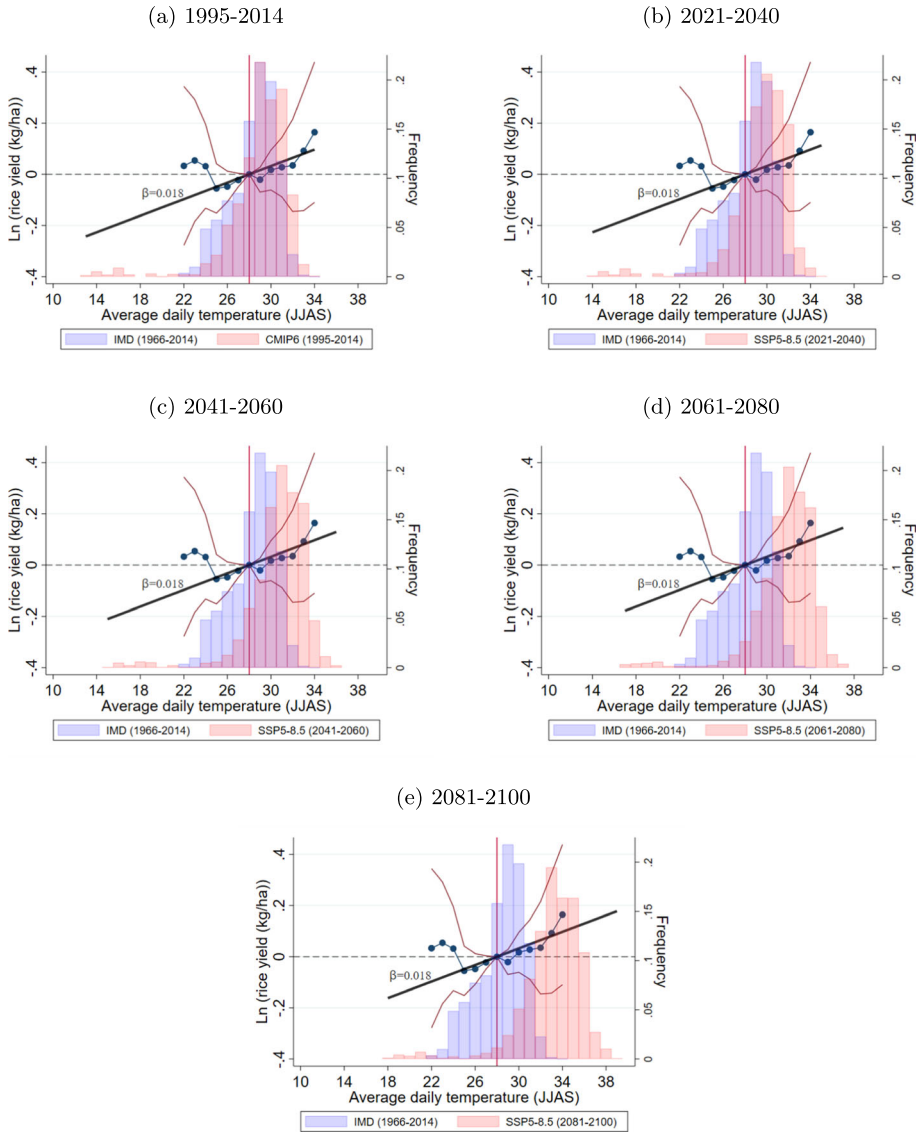 (a) 1995-2014
(b) 2021-2040
Ln (rice yield (kg/ha))
.4
.2
0
-.2
-.4
β=0.018
.2
.15
.1
.05
0
Frequency
10 14 18 22 26 30 34 38
Average daily temperature (JJAS)
IMD (1966-2014) CMIP6 (1995-2014)
Ln (rice yield (kg/ha))
.4
.2
0
-.2
-.4
β=0.018
.2
.15
.1
.05
0
Frequency
10 14 18 22 26 30 34 38
Average daily temperature (JJAS)
IMD (1966-2014) SSP5-8.5 (2021-2040)
(c) 2041-2060
(d) 2061-2080
Ln (rice yield (kg/ha))
.4
.2
0
-.2
-.4
β=0.018
.2
.15
.1
.05
0
Frequency
10 14 18 22 26 30 34 38
Average daily temperature (JJAS)
IMD (1966-2014) SSP5-8.5 (2041-2060)
Ln (rice yield (kg/ha))
.4
.2
0
-.2
-.4
β=0.018
.2
.15
.1
.05
0
Frequency
10 14 18 22 26 30 34 38
Average daily temperature (JJAS)
IMD (1966-2014) SSP5-8.5 (2061-2080)
(e) 2081-2100
Ln (rice yield (kg/ha))
.4
.2
0
-.2
-.4
β=0.018
.2
.15
.1
.05
0
Frequency
10 14 18 22 26 30 34 38
Average daily temperature (JJAS)
IMD (1966-2014) SSP5-8.5 (2081-2100)